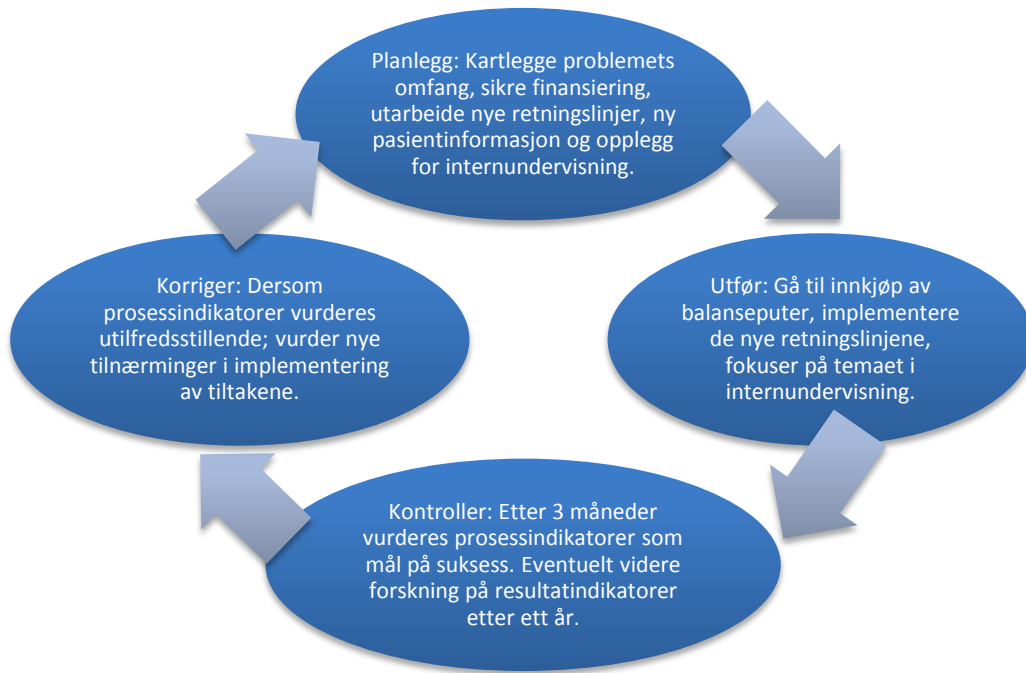 Planlegg: Kartlegge problemets
omfang, sikre finansiering,
utarbeide nye retningslinjer, ny
pasientinformasjon og opplegg
for internundervisning.
Utfør: Gå til innkjøp av
balanseputer, implementere
de nye retningslinjene,
fokuser på temaet i
internundervisning.
Kontroller: Etter 3 måneder
vurderes prosessindikatorer som
mål på suksess. Eventuelt videre
forskning på resultatindikatorer
etter ett år.
Korriger: Dersom
prosessindikatorer vurderes
utilfredsstillende; vurder nye
tilnærminger i implementering
av tiltakene.